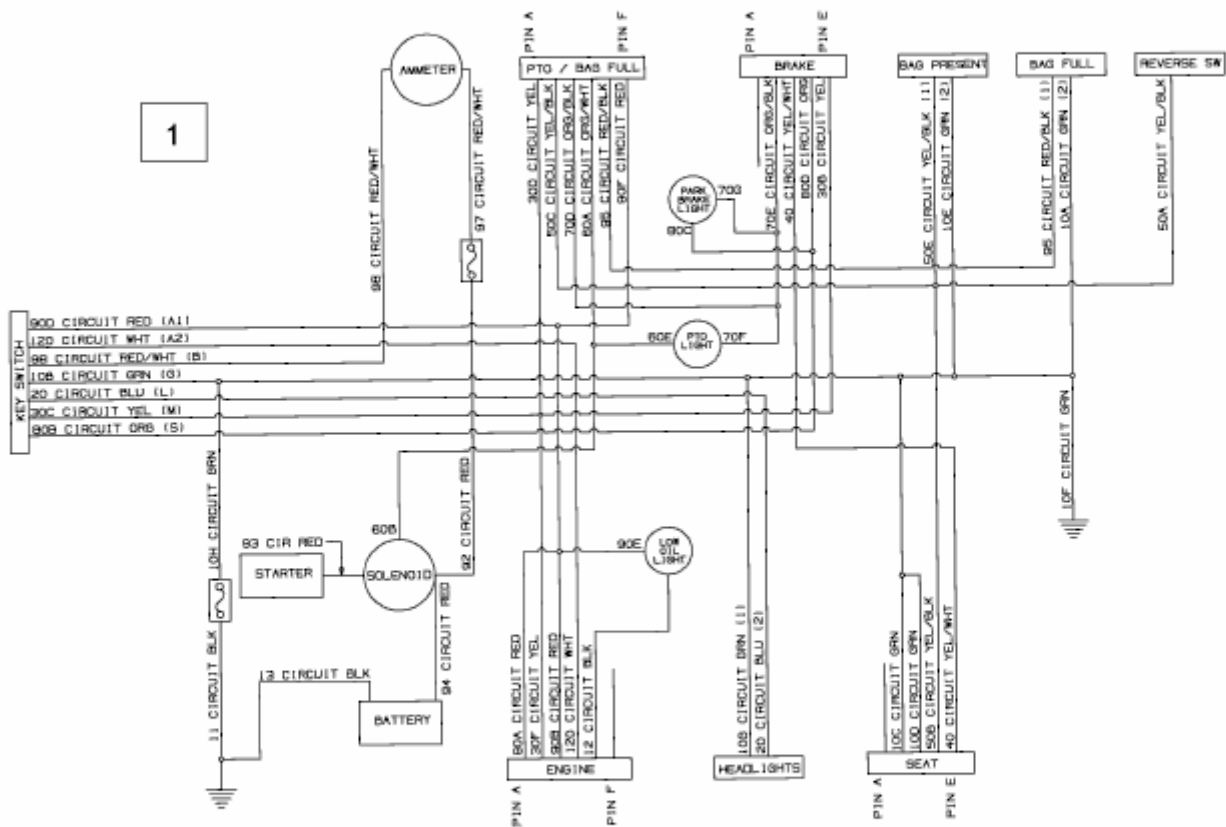 1
AMMETER
98 CIRCUIT RED/WHT
97 CIRCUIT RED/WHT
PIN A
PIN F
PTO / BAG FULL
30D CIRCUIT YEL
50C CIRCUIT YEL/BLK
70D CIRCUIT ORG/BLK
60A CIRCUIT ORG/WHT
95 CIRCUIT RED/BLK
90F CIRCUIT RED
PIN A
PIN E
BRAKE
70E CIRCUIT ORG/BLK
40 CIRCUIT YEL/WHT
80D CIRCUIT ORG
30B CIRCUIT YEL
BAG PRESENT
50E CIRCUIT YEL/BLK (1)
10E CIRCUIT GRN (2)
BAG FULL
95 CIRCUIT RED/BLK (1)
10A CIRCUIT GRN (2)
REVERSE SW
50A CIRCUIT YEL/BLK
PARK
BRAKE
LIGHT
70G
80C
KEY SWITCH
90D CIRCUIT RED (A1)
12D CIRCUIT WHT (A2)
98 CIRCUIT RED/WHT (B)
10B CIRCUIT GRN (G)
20 CIRCUIT BLU (L)
30C CIRCUIT YEL (M)
80B CIRCUIT ORG (S)
60E
PTO
LIGHT
70F
10H CIRCUIT GRN
60B
93 CIR RED
STARTER
SOLENOID
92 CIRCUIT RED
94 CIRCUIT RED
13 CIRCUIT BLK
BATTERY
11 CIRCUIT BLK
90E
LOW
OIL
LIGHT
10F CIRCUIT GRN
CIRCUIT RED
30F CIRCUIT YEL
90B CIRCUIT RED
12D CIRCUIT WHT
12 CIRCUIT BLK
ENGINE
PIN A
PIN F
CIRCUIT GRN (1)
20 CIRCUIT BLU (2)
HEADLIGHTS
10C CIRCUIT GRN
10D CIRCUIT GRN
50B CIRCUIT YEL/BLK
40 CIRCUIT YEL/WHT
SEAT
PIN A
PIN E